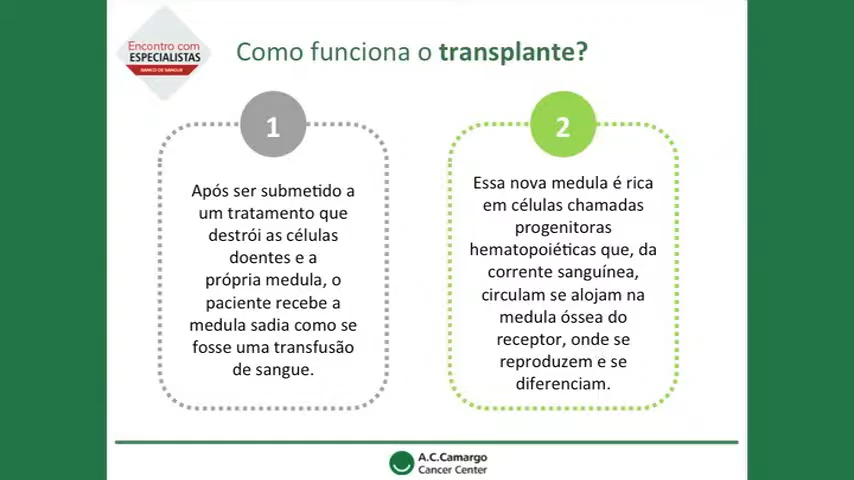 Encontro com
ESPECIALISTAS
BANCO DE SANGUE
Como funciona o transplante?
1
Após ser submetido a
um tratamento que
destrói as células
doentes e a
própria medula, o
paciente recebe a
medula sadia como se
fosse uma transfusão
de sangue.
2
Essa nova medula é rica
em células chamadas
progenitoras
hematopoiéticas que, da
corrente sanguínea,
circulam se alojam na
medula óssea do
receptor, onde se
reproduzem e se
diferenciam.
A.C.Camargo
Cancer Center